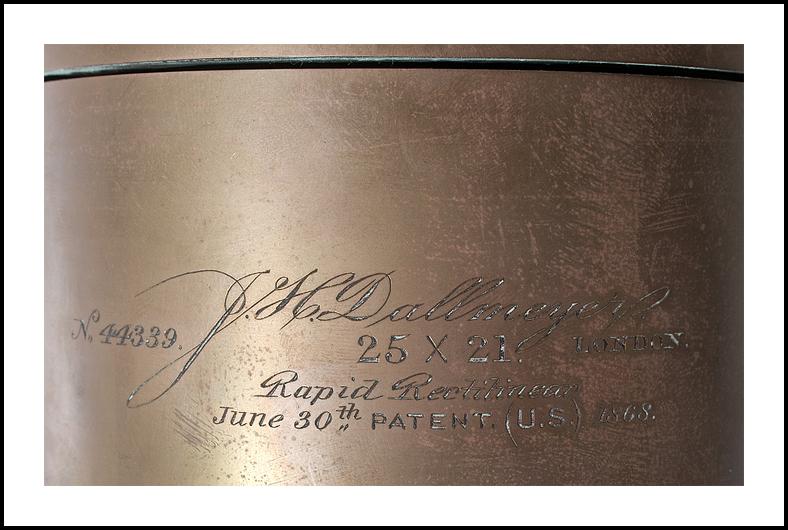 J. H. Dallmeyer
Nº 44339.
25 X 21. LONDON.
Rapid Rectilinear
June 30th PATENT. (U.S.) 1868.